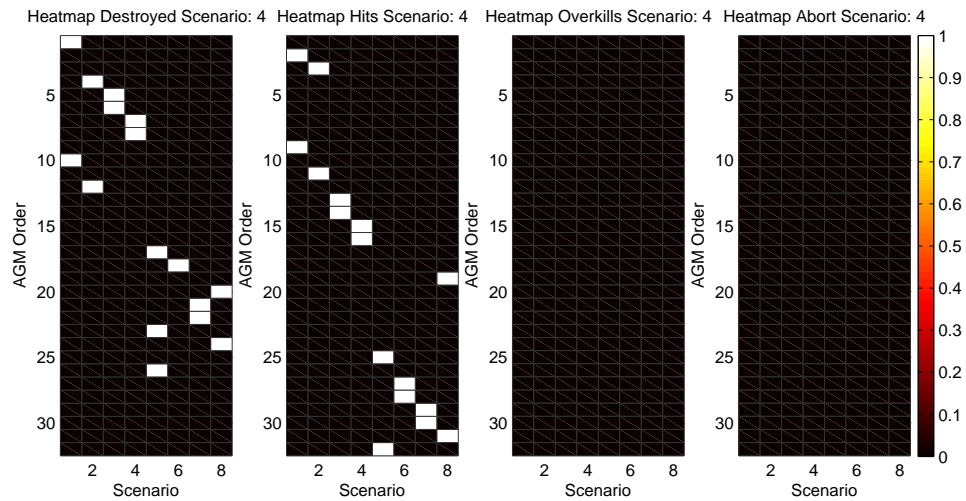 Heatmap Destroyed Scenario: 4
Heatmap Hits Scenario: 4
Heatmap Overkills Scenario: 4
Heatmap Abort Scenario: 4
AGM Order
5
10
15
20
25
30
2 4 6 8
Scenario
AGM Order
5
10
15
20
25
30
2 4 6 8
Scenario
AGM Order
5
10
15
20
25
30
2 4 6 8
Scenario
AGM Order
5
10
15
20
25
30
2 4 6 8
Scenario
1
0.9
0.8
0.7
0.6
0.5
0.4
0.3
0.2
0.1
0